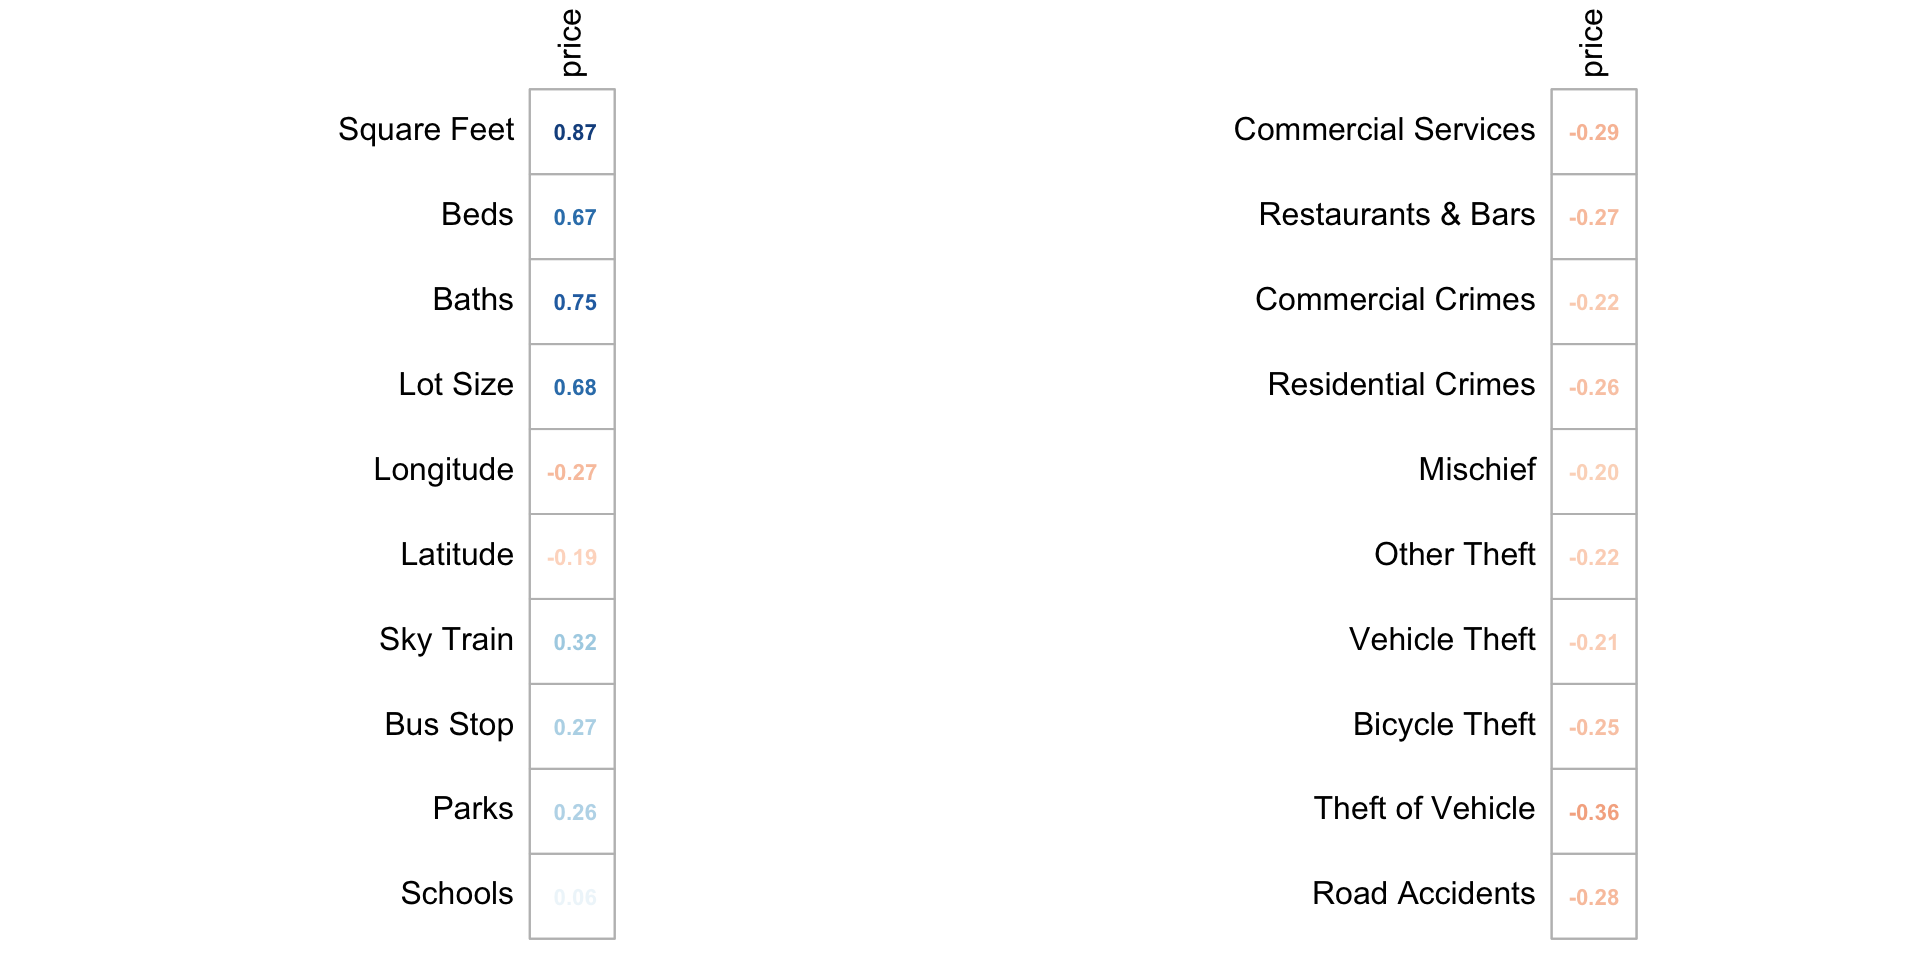 price
Square Feet 0.87
Beds 0.67
Baths 0.75
Lot Size 0.68
Longitude -0.27
Latitude -0.19
Sky Train 0.32
Bus Stop 0.27
Parks 0.26
Schools 0.06
price
Commercial Services -0.29
Restaurants & Bars -0.27
Commercial Crimes -0.22
Residential Crimes -0.26
Mischief -0.20
Other Theft -0.22
Vehicle Theft -0.21
Bicycle Theft -0.25
Theft of Vehicle -0.36
Road Accidents -0.28